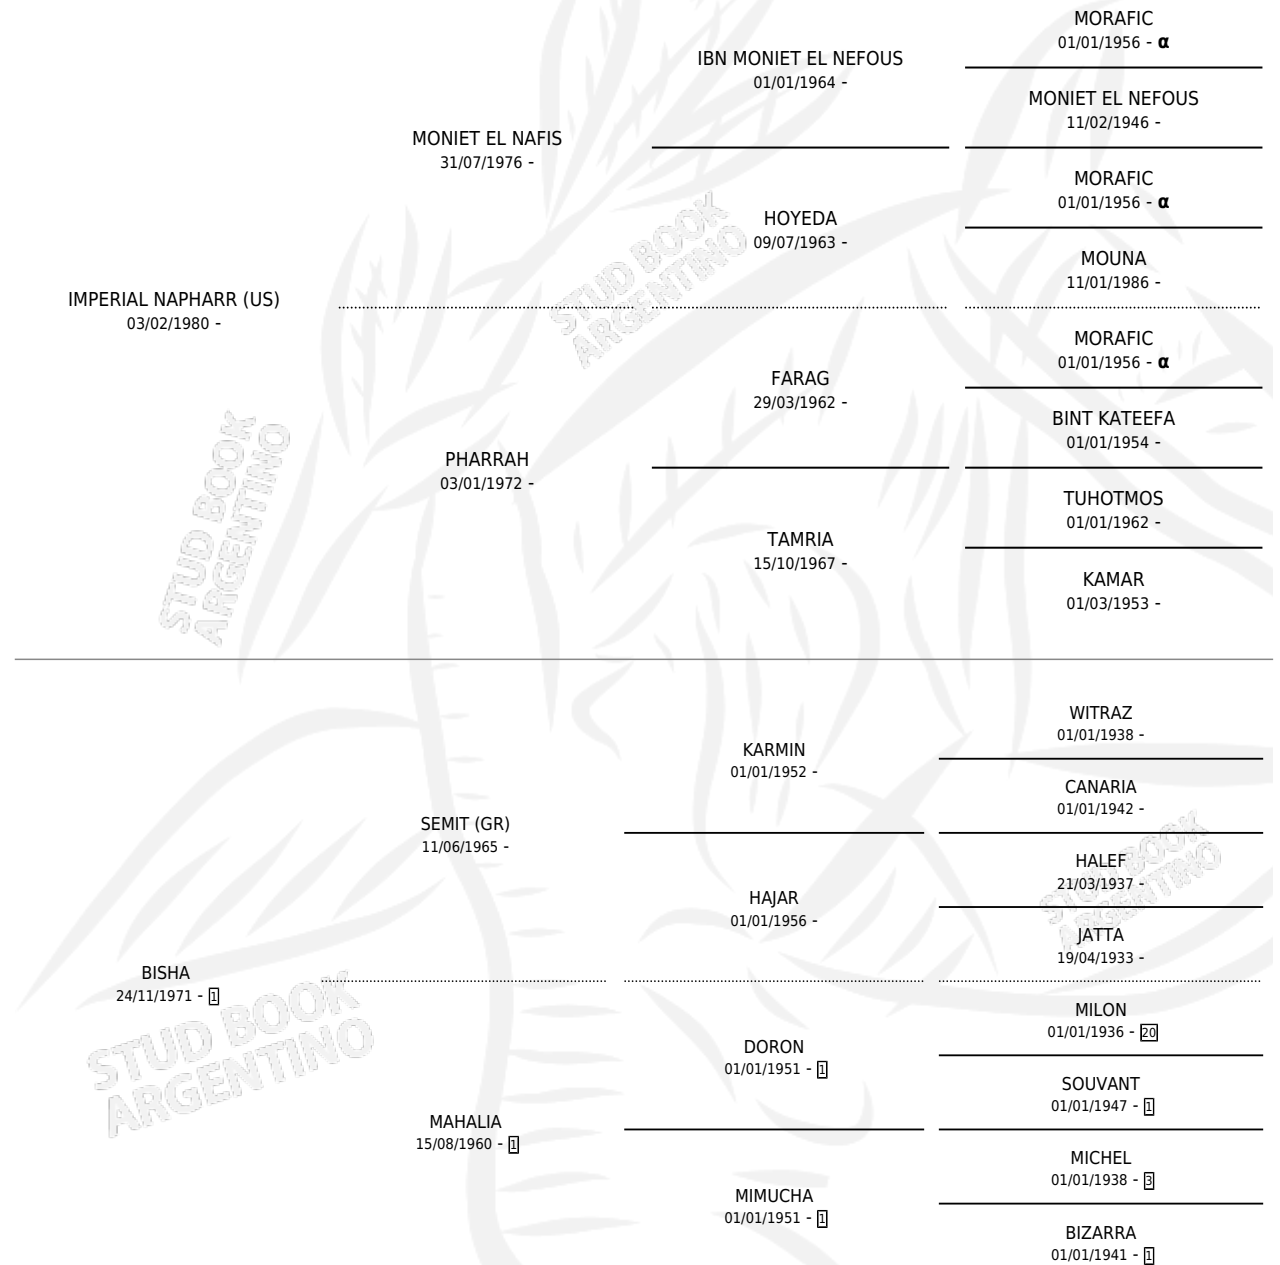 MORAFIC
01/01/1956 - α
IBN MONIET EL NEFOUS
01/01/1964 -
MONIET EL NEFOUS
11/02/1946 -
MONIET EL NAFIS
31/07/1976 -
MORAFIC
01/01/1956 - α
HOYEDA
09/07/1963 -
MOUNA
11/01/1986 -
IMPERIAL NAPHARR (US)
03/02/1980 -
MORAFIC
01/01/1956 - α
FARAG
29/03/1962 -
BINT KATEEFA
01/01/1954 -
PHARRAH
03/01/1972 -
TUHOTMOS
01/01/1962 -
TAMRIA
15/10/1967 -
KAMAR
01/03/1953 -
WITRAZ
01/01/1938 -
KARMIN
01/01/1952 -
CANARIA
01/01/1942 -
SEMIT (GR)
11/06/1965 -
HALEF
21/03/1937 -
HAJAR
01/01/1956 -
JATTA
19/04/1933 -
BISHA
24/11/1971 - 1
MILON
01/01/1936 - 20
DORON
01/01/1951 - 1
SOUVANT
01/01/1947 - 1
MAHALIA
15/08/1960 - 1
MICHEL
01/01/1938 - 3
MIMUCHA
01/01/1951 - 1
BIZARRA
01/01/1941 - 1
STUD BOOK
ARGENTINO
STUD BOOK
ARGENTINO
STUD BOOK
ARGENTINO
STUD BOOK
ARGENTINO